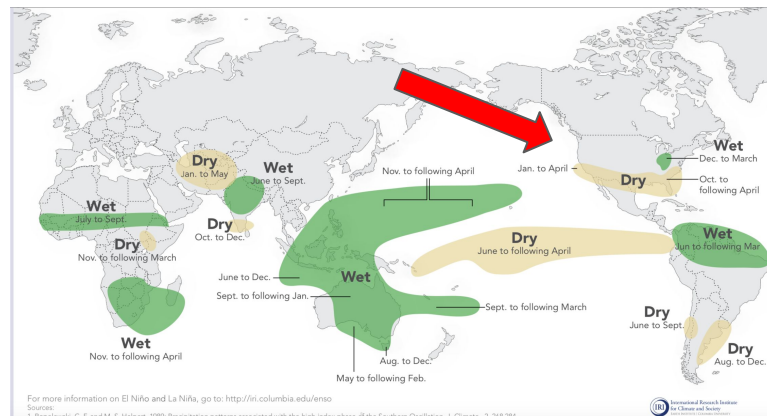 Dry
Jan. to May
Wet
June to Sept.
Wet
July to Sept.
Dry
Nov. to following March
Dry
Oct. to Dec.
Wet
Nov. to following April
Nov. to following April
June to Dec.
Wet
Sept. to following Jan.
Sept. to following March
Aug. to Dec.
May to following Feb.
Dry
June to following April
Wet
Dec. to March
Jan. to April
Dry
Oct. to
following April
Wet
Jun to following Mar
Dry
June to Sept.
Dry
Aug. to Dec.
For more information on El Niño and La Niña, go to: http://iri.columbia.edu/enso
Sources:
IRI
International Research Institute
for Climate and Society